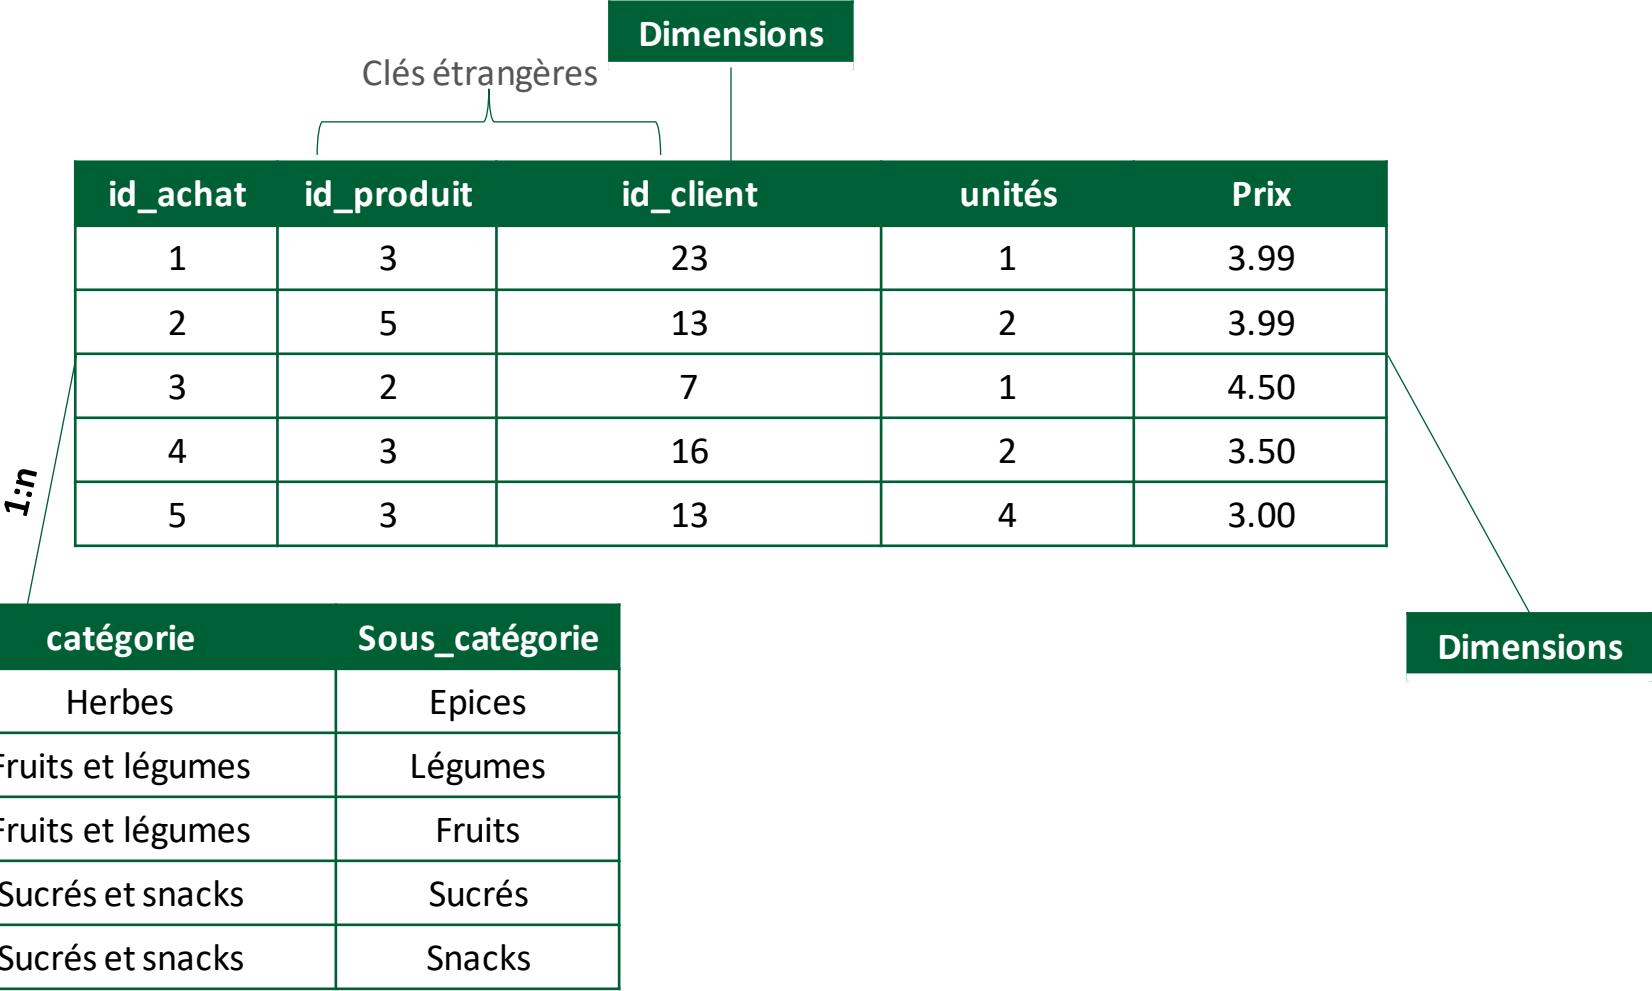 Dimensions
Clés étrangères
id_achat id_produit id_client unités Prix
1 3 23 1 3.99
2 5 13 2 3.99
3 2 7 1 4.50
4 3 16 2 3.50
5 3 13 4 3.00
1:n
catégorie Sous_catégorie
Dimensions
Herbes Epices
Fruits et légumes Légumes
Fruits et légumes Fruits
Sucrés et snacks Sucrés
Sucrés et snacks Snacks